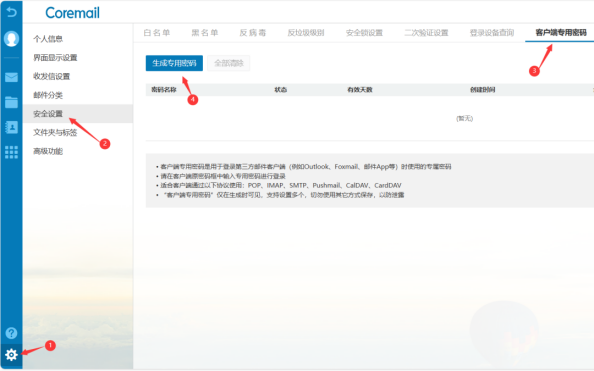 Coremail
白名单 黑名单 反病毒 反垃圾级别 安全锁设置 二次验证设置 登录设备查询 客户端专用密码
个人信息
界面显示设置
收发信设置
邮件分类
安全设置
文件夹与标签
高级功能
生成专用密码 全部清除
3
4
密码名称 状态 有效天数 创建时间
(暂无)
2
• 客户端专用密码是用于登录第三方邮件客户端（例如Outlook、Foxmail、邮件App等）时使用的专属密码
• 请在客户端原密码框中输入专用密码进行登录
• 适合客户端通过以下协议使用：POP、IMAP、SMTP、Pushmail、CalDAV、CardDAV
• “客户端专用密码”仅在生成时可见，支持设置多个，切勿使用其它方式保存，以防泄露
?
1